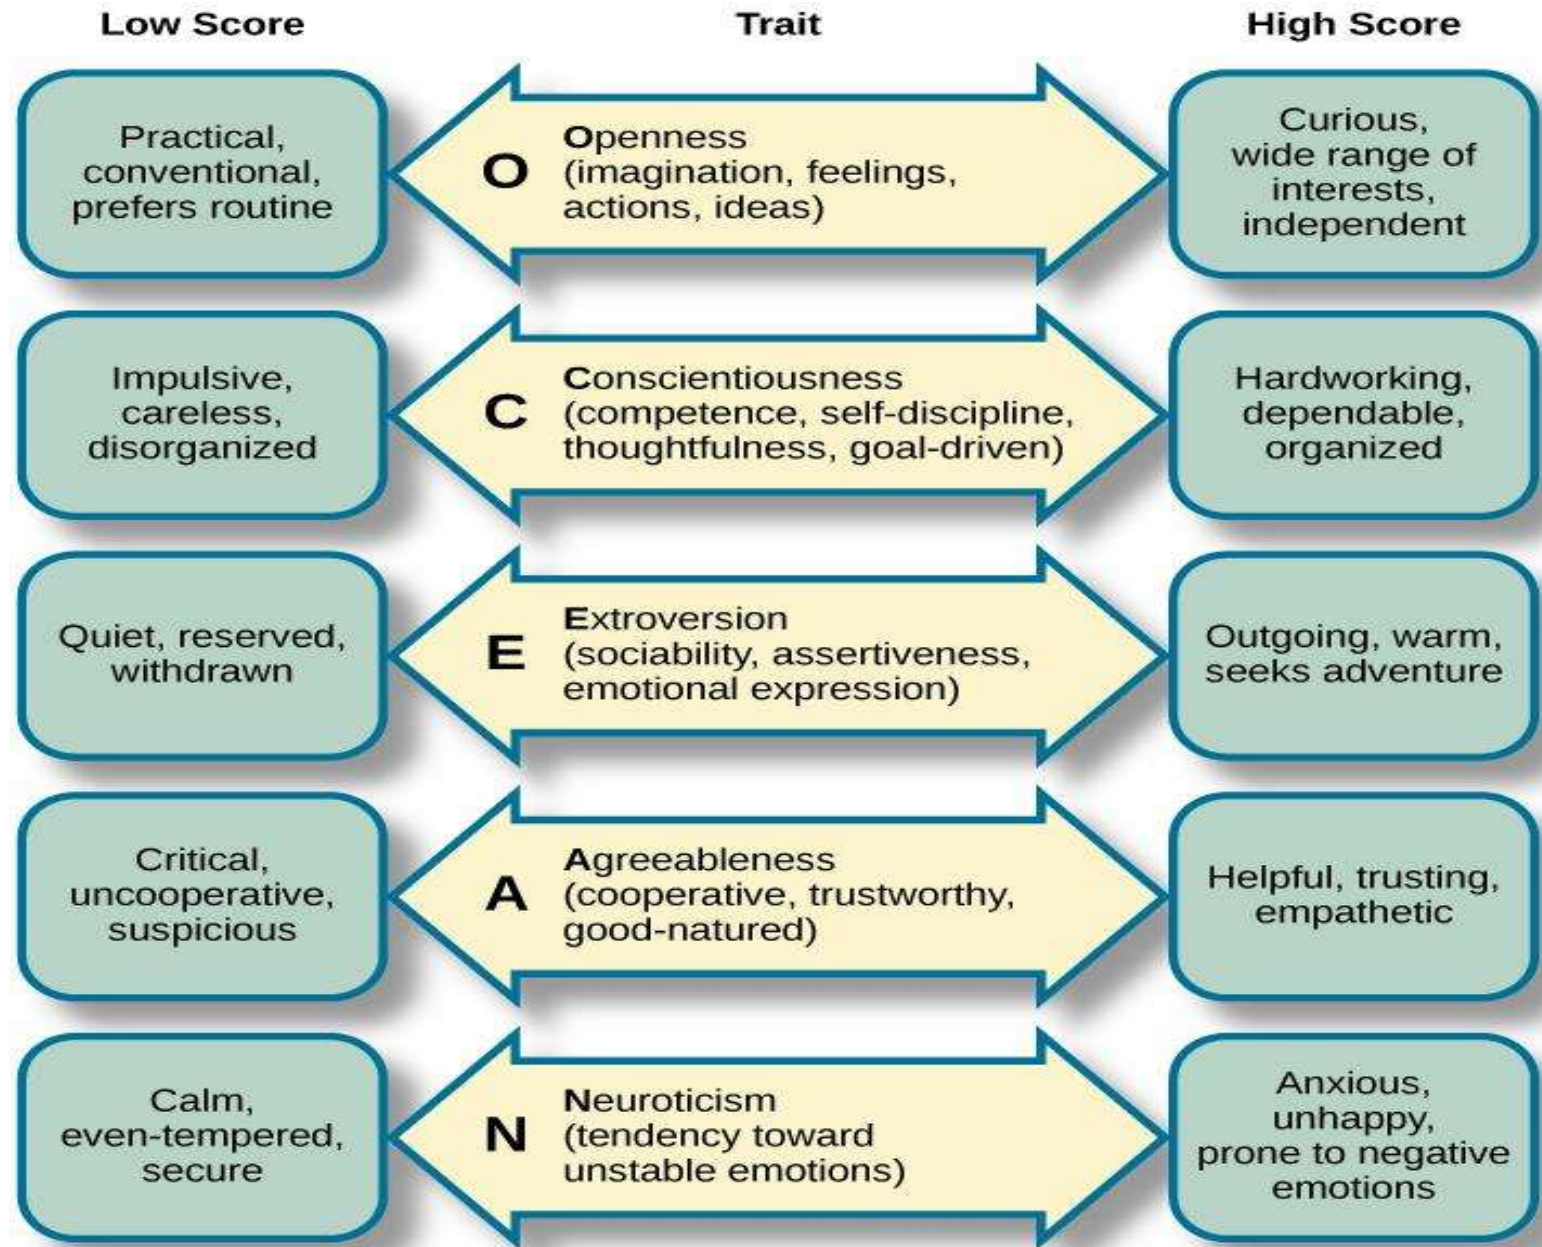 Low Score
Trait
High Score
Practical,
conventional,
prefers routine
O
Openness
(imagination, feelings,
actions, ideas)
Curious,
wide range of
interests,
independent
Impulsive,
careless,
disorganized
C
Conscientiousness
(competence, self-discipline,
thoughtfulness, goal-driven)
Hardworking,
dependable,
organized
Quiet, reserved,
withdrawn
E
Extroversion
(sociability, assertiveness,
emotional expression)
Outgoing, warm,
seeks adventure
Critical,
uncooperative,
suspicious
A
Agreeableness
(cooperative, trustworthy,
good-natured)
Helpful, trusting,
empathetic
Calm,
even-tempered,
secure
N
Neuroticism
(tendency toward
unstable emotions)
Anxious,
unhappy,
prone to negative
emotions